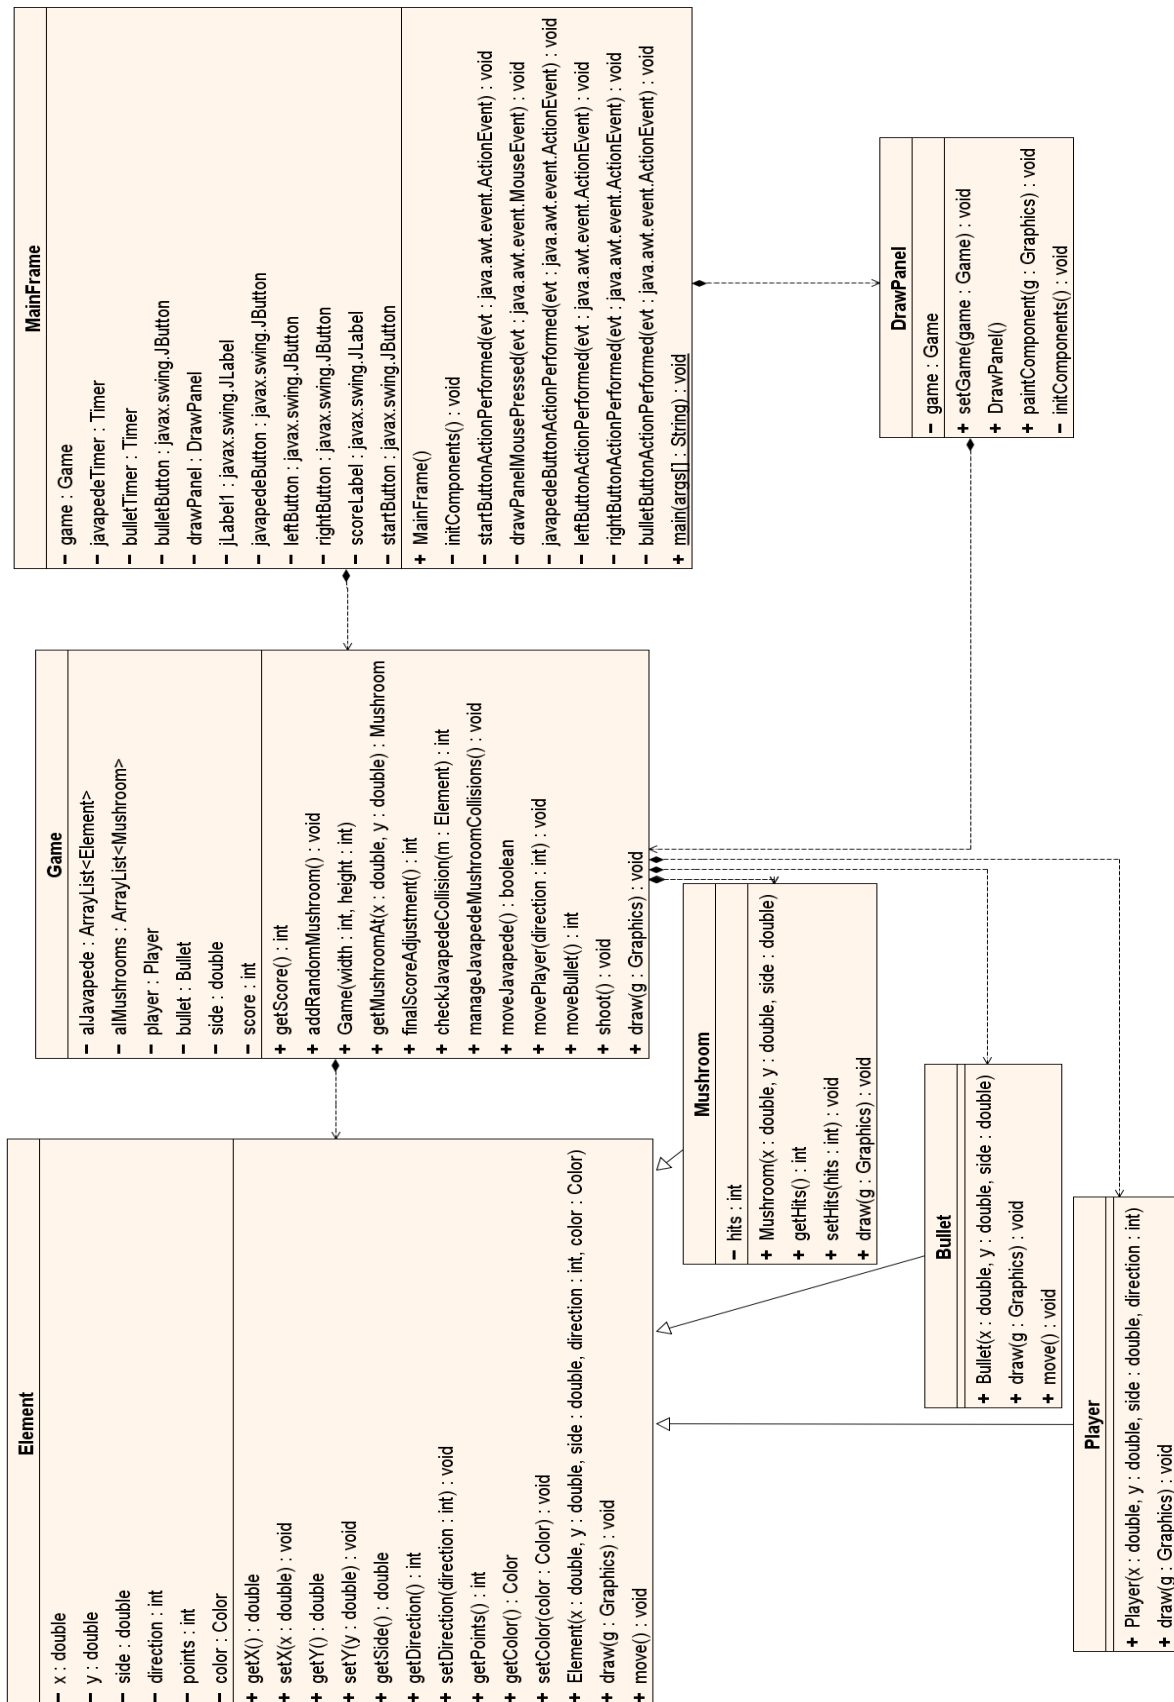 MainFrame
− game : Game
− javapedeTimer : Timer
− bulletTimer : Timer
− bulletButton : javax.swing.JButton
− drawPanel : DrawPanel
− jLabel1 : javax.swing.JLabel
− javapedeButton : javax.swing.JButton
− leftButton : javax.swing.JButton
− rightButton : javax.swing.JButton
− scoreLabel : javax.swing.JLabel
− startButton : javax.swing.JButton
+ MainFrame()
− initComponents() : void
− startButtonActionPerformed(evt : java.awt.event.ActionEvent) : void
− drawPanelMousePressed(evt : java.awt.event.MouseEvent) : void
− javapedeButtonActionPerformed(evt : java.awt.event.ActionEvent) : void
− leftButtonActionPerformed(evt : java.awt.event.ActionEvent) : void
− rightButtonActionPerformed(evt : java.awt.event.ActionEvent) : void
− bulletButtonActionPerformed(evt : java.awt.event.ActionEvent) : void
+ main(args[] : String) : void
DrawPanel
− game : Game
+ setGame(game : Game) : void
+ DrawPanel()
+ paintComponent(g : Graphics) : void
− initComponents() : void
Game
− alJavapede : ArrayList<Element>
− alMushrooms : ArrayList<Mushroom>
− player : Player
− bullet : Bullet
− side : double
− score : int
+ getScore() : int
+ addRandomMushroom() : void
+ Game(width : int, height : int)
+ getMushroomAt(x : double, y : double) : Mushroom
+ finalScoreAdjustment() : int
+ checkJavapedeCollision(m : Element) : int
+ manageJavapedeMushroomCollisions() : void
+ moveJavapede() : boolean
+ movePlayer(direction : int) : void
+ moveBullet() : int
+ shoot() : void
+ draw(g : Graphics) : void
Element
− x : double
− y : double
− side : double
− direction : int
− points : int
− color : Color
+ getX() : double
+ setX(x : double) : void
+ getY() : double
+ setY(y : double) : void
+ getSide() : double
+ getDirection() : int
+ setDirection(direction : int) : void
+ getPoints() : int
+ getColor() : Color
+ setColor(color : Color) : void
+ Element(x : double, y : double, side : double, direction : int, color : Color)
+ draw(g : Graphics) : void
+ move() : void
Mushroom
− hits : int
+ Mushroom(x : double, y : double, side : double)
+ getHits() : int
+ setHits(hits : int) : void
+ draw(g : Graphics) : void
Bullet
+ Bullet(x : double, y : double, side : double)
+ draw(g : Graphics) : void
+ move() : void
Player
+ Player(x : double, y : double, side : double, direction : int)
+ draw(g : Graphics) : void